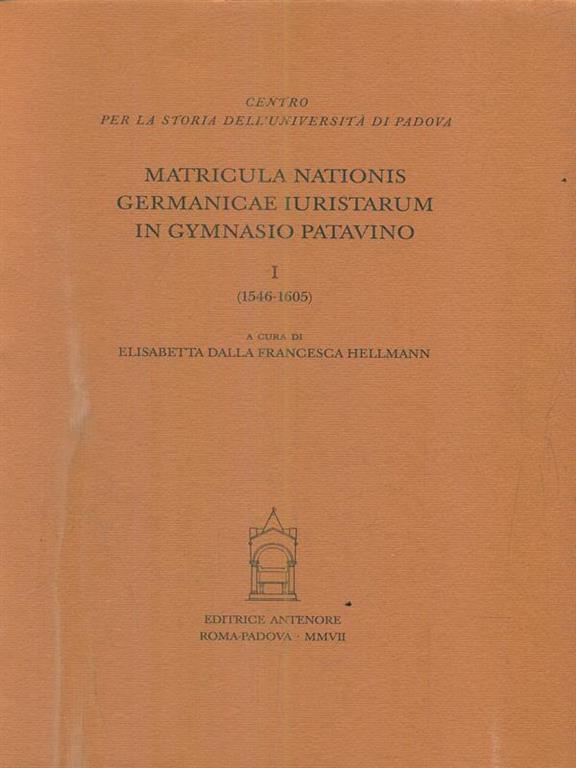 CENTRO
PER LA STORIA DELL'UNIVERSITÀ DI PADOVA
MATRICULA NATIONIS
GERMANICAE IURISTARUM
IN GYMNASIO PATAVINO
I
(1546-1605)
A CURA DI
ELISABETTA DALLA FRANCESCA HELLMANN
EDITRICE ANTENORE
ROMA-PADOVA · MMVII